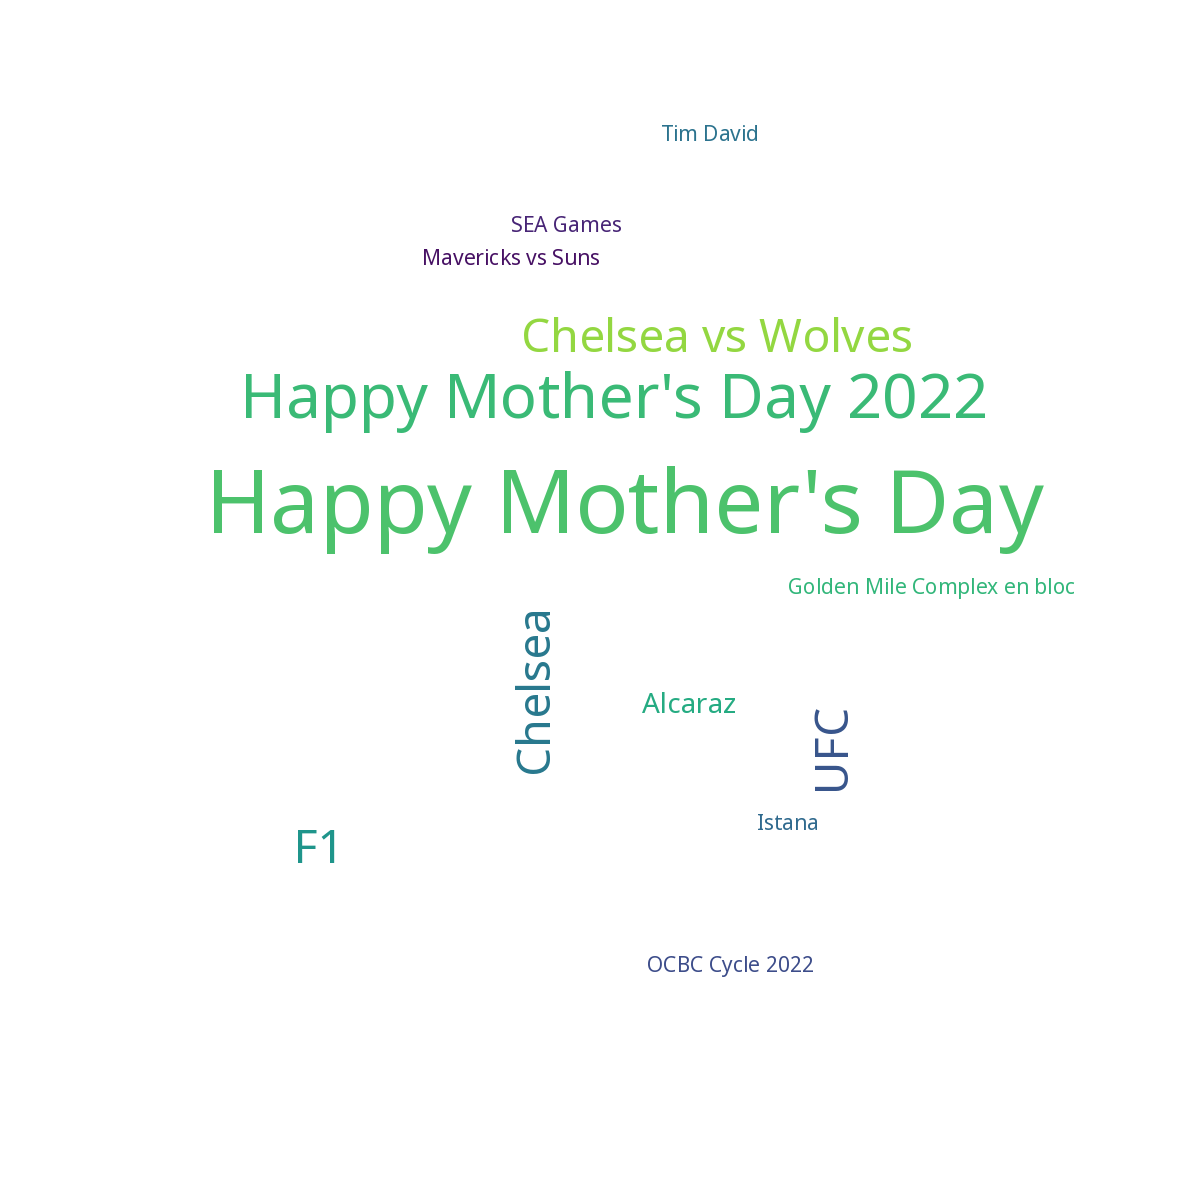 Tim David
SEA Games
Mavericks vs Suns
Chelsea vs Wolves
Happy Mother's Day 2022
Happy Mother's Day
Golden Mile Complex en bloc
Chelsea
Alcaraz
UFC
Istana
F1
OCBC Cycle 2022